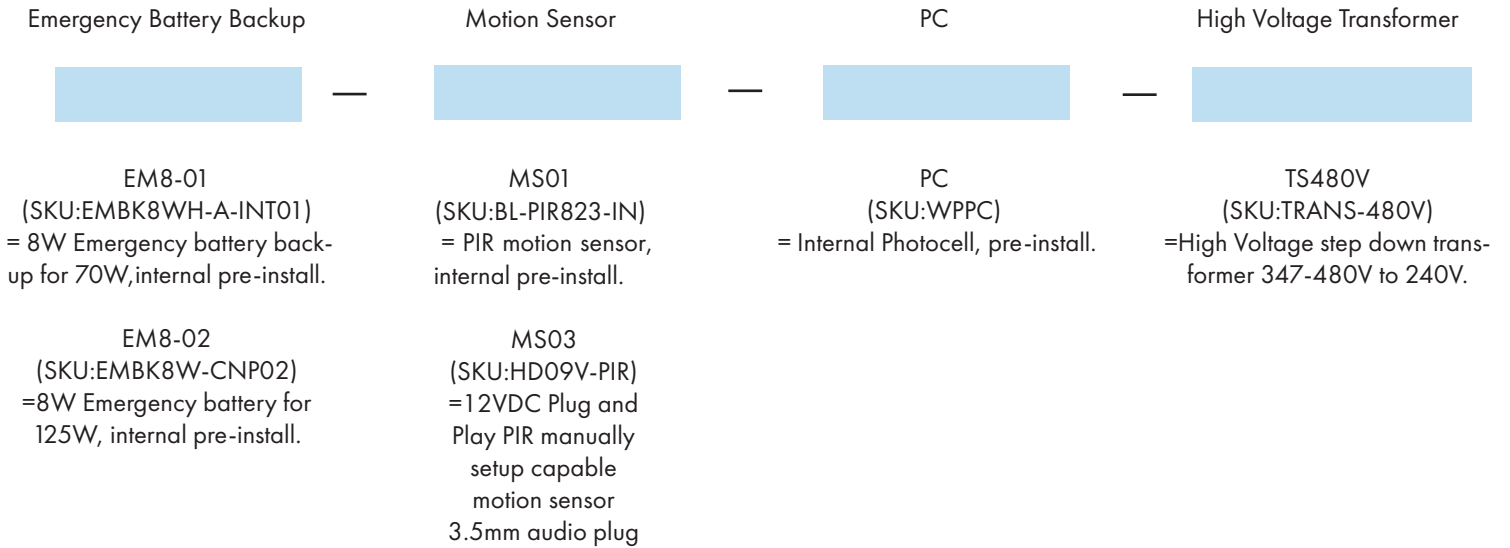 Emergency Battery Backup
Motion Sensor
PC
High Voltage Transformer
—
—
—
EM8-01
(SKU:EMBK8WH-A-INT01)
= 8W Emergency battery back-
up for 70W,internal pre-install.
EM8-02
(SKU:EMBK8W-CNP02)
=8W Emergency battery for
125W, internal pre-install.
MS01
(SKU:BL-PIR823-IN)
= PIR motion sensor,
internal pre-install.
MS03
(SKU:HD09V-PIR)
=12VDC Plug and
Play PIR manually
setup capable
motion sensor
3.5mm audio plug
PC
(SKU:WPPC)
= Internal Photocell, pre-install.
TS480V
(SKU:TRANS-480V)
=High Voltage step down trans-
former 347-480V to 240V.